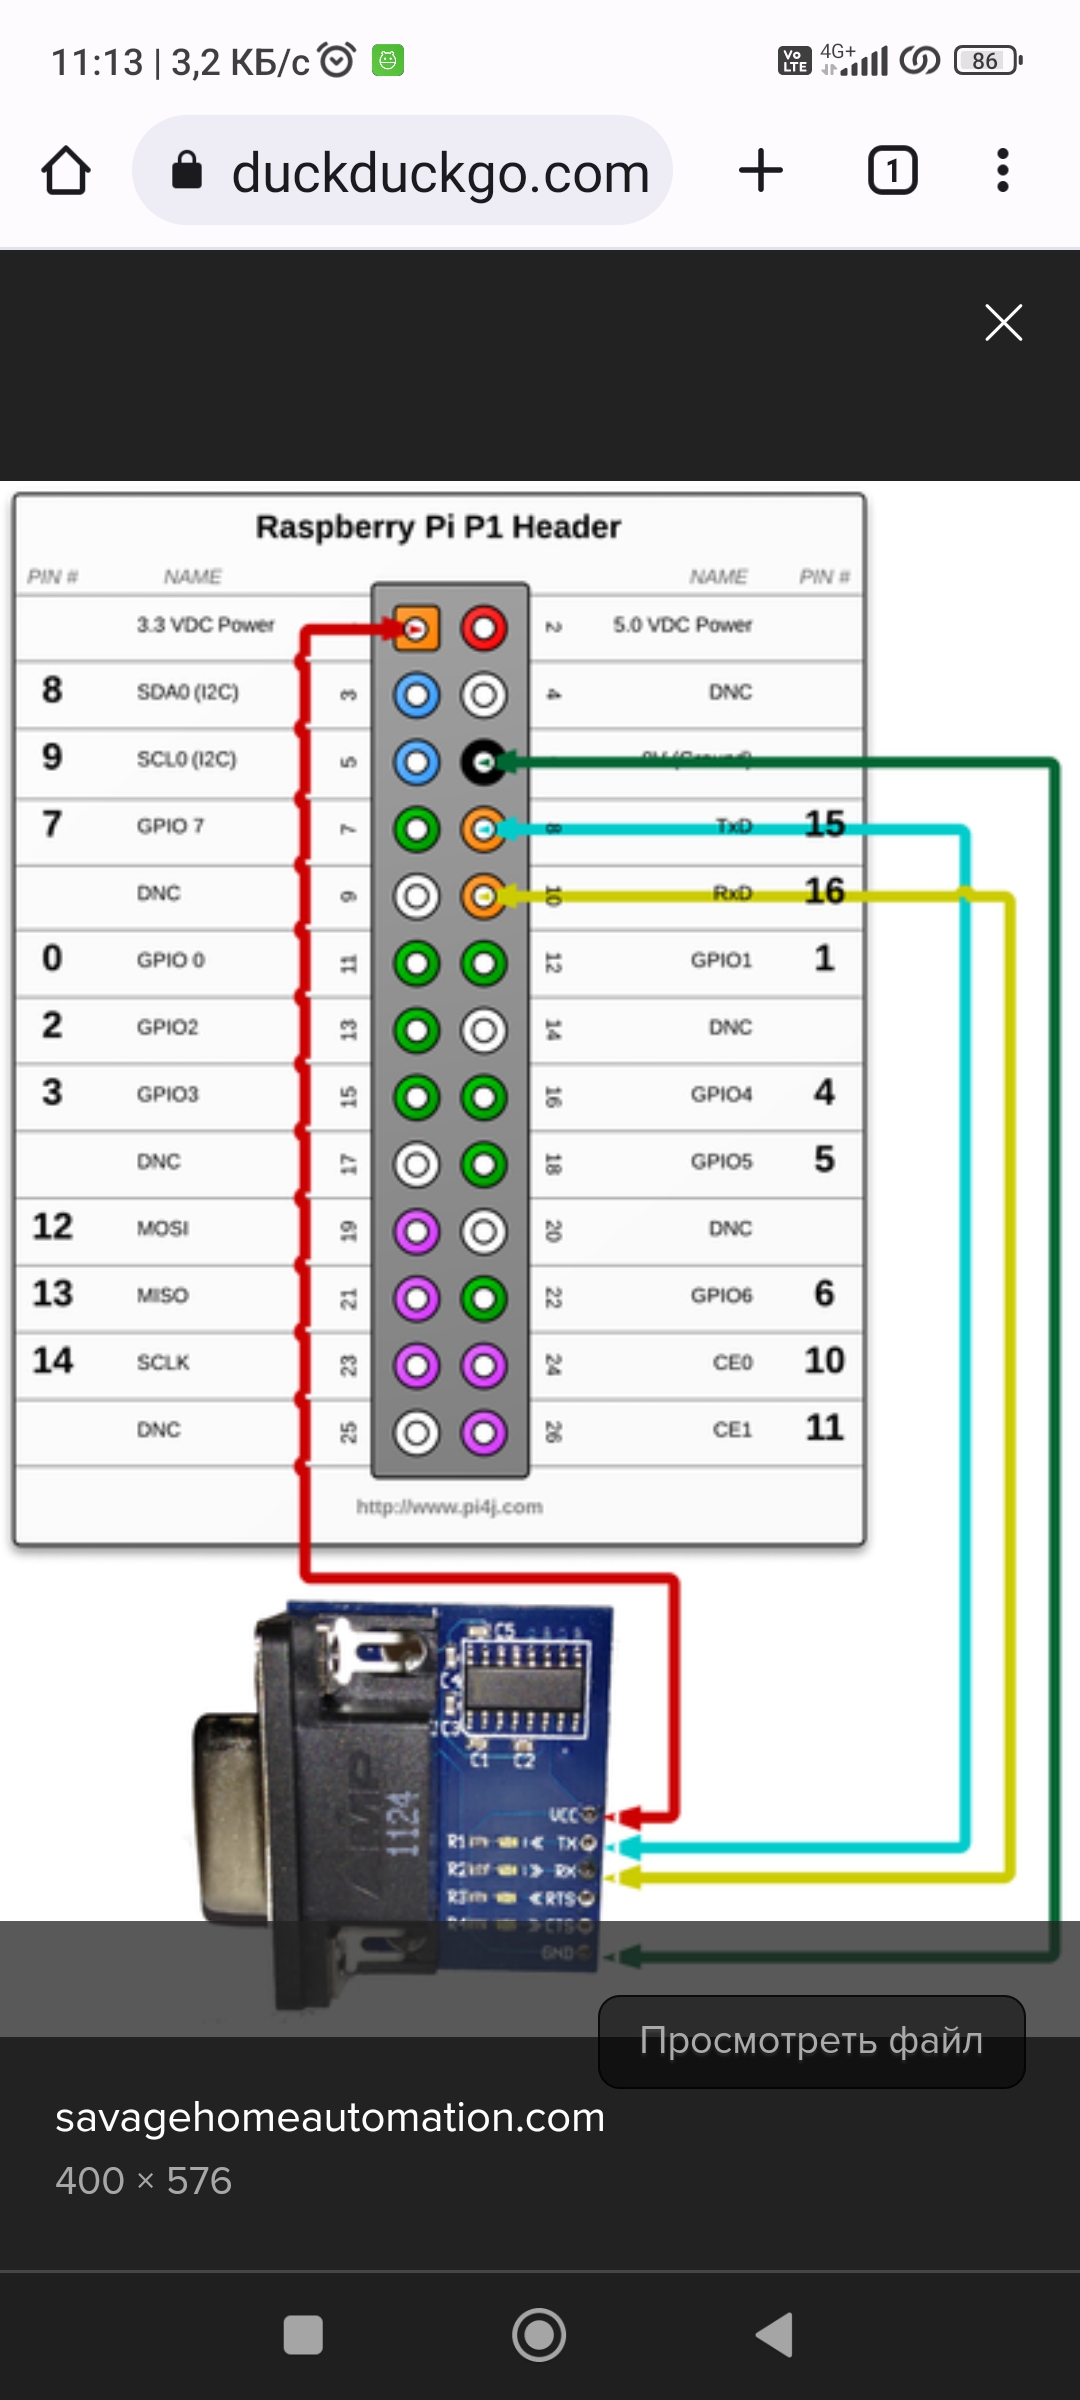 11:13 | 3,2 КБ/с
Vo LTE 4G+ 86
duckduckgo.com
1
Raspberry Pi P1 Header
PIN # NAME NAME PIN #
3.3 VDC Power 2 5.0 VDC Power
8 SDA0 (I2C) 3 4 DNC
9 SCL0 (I2C) 5 0V (Ground)
7 GPIO 7 7 8 TxD 15
DNC 9 10 RxD 16
0 GPIO 0 11 12 GPIO1 1
2 GPIO2 13 14 DNC
3 GPIO3 15 16 GPIO4 4
DNC 17 18 GPIO5 5
12 MOSI 19 20 DNC
13 MISO 21 22 GPIO6 6
14 SCLK 23 24 CE0 10
DNC 25 26 CE1 11
http://www.pi4j.com
C5
C4
C3
C1 C2
1124
VCC
R1 TX
R2 RX
R3 RTS
R4 CTS
GND
Просмотреть файл
savagehomeautomation.com
400 × 576